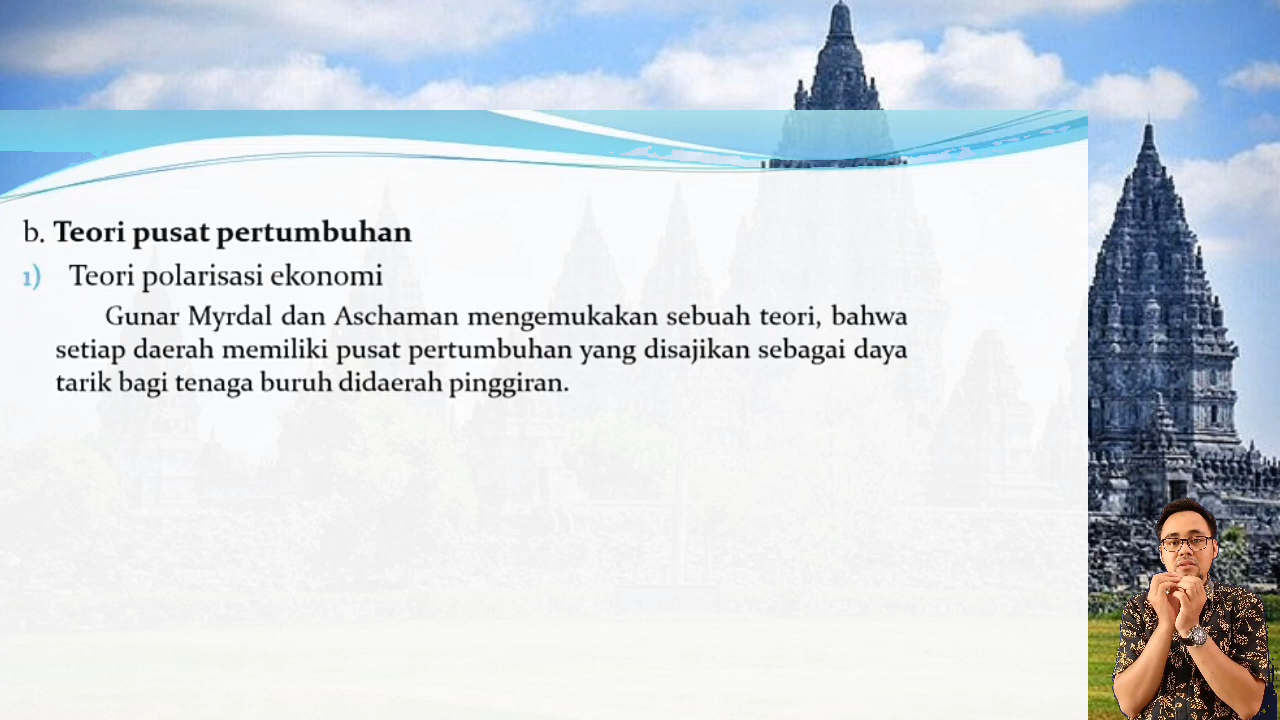 b. Teori pusat pertumbuhan
1) Teori polarisasi ekonomi
Gunar Myrdal dan Aschaman mengemukakan sebuah teori, bahwa
setiap daerah memiliki pusat pertumbuhan yang disajikan sebagai daya
tarik bagi tenaga buruh didaerah pinggiran.